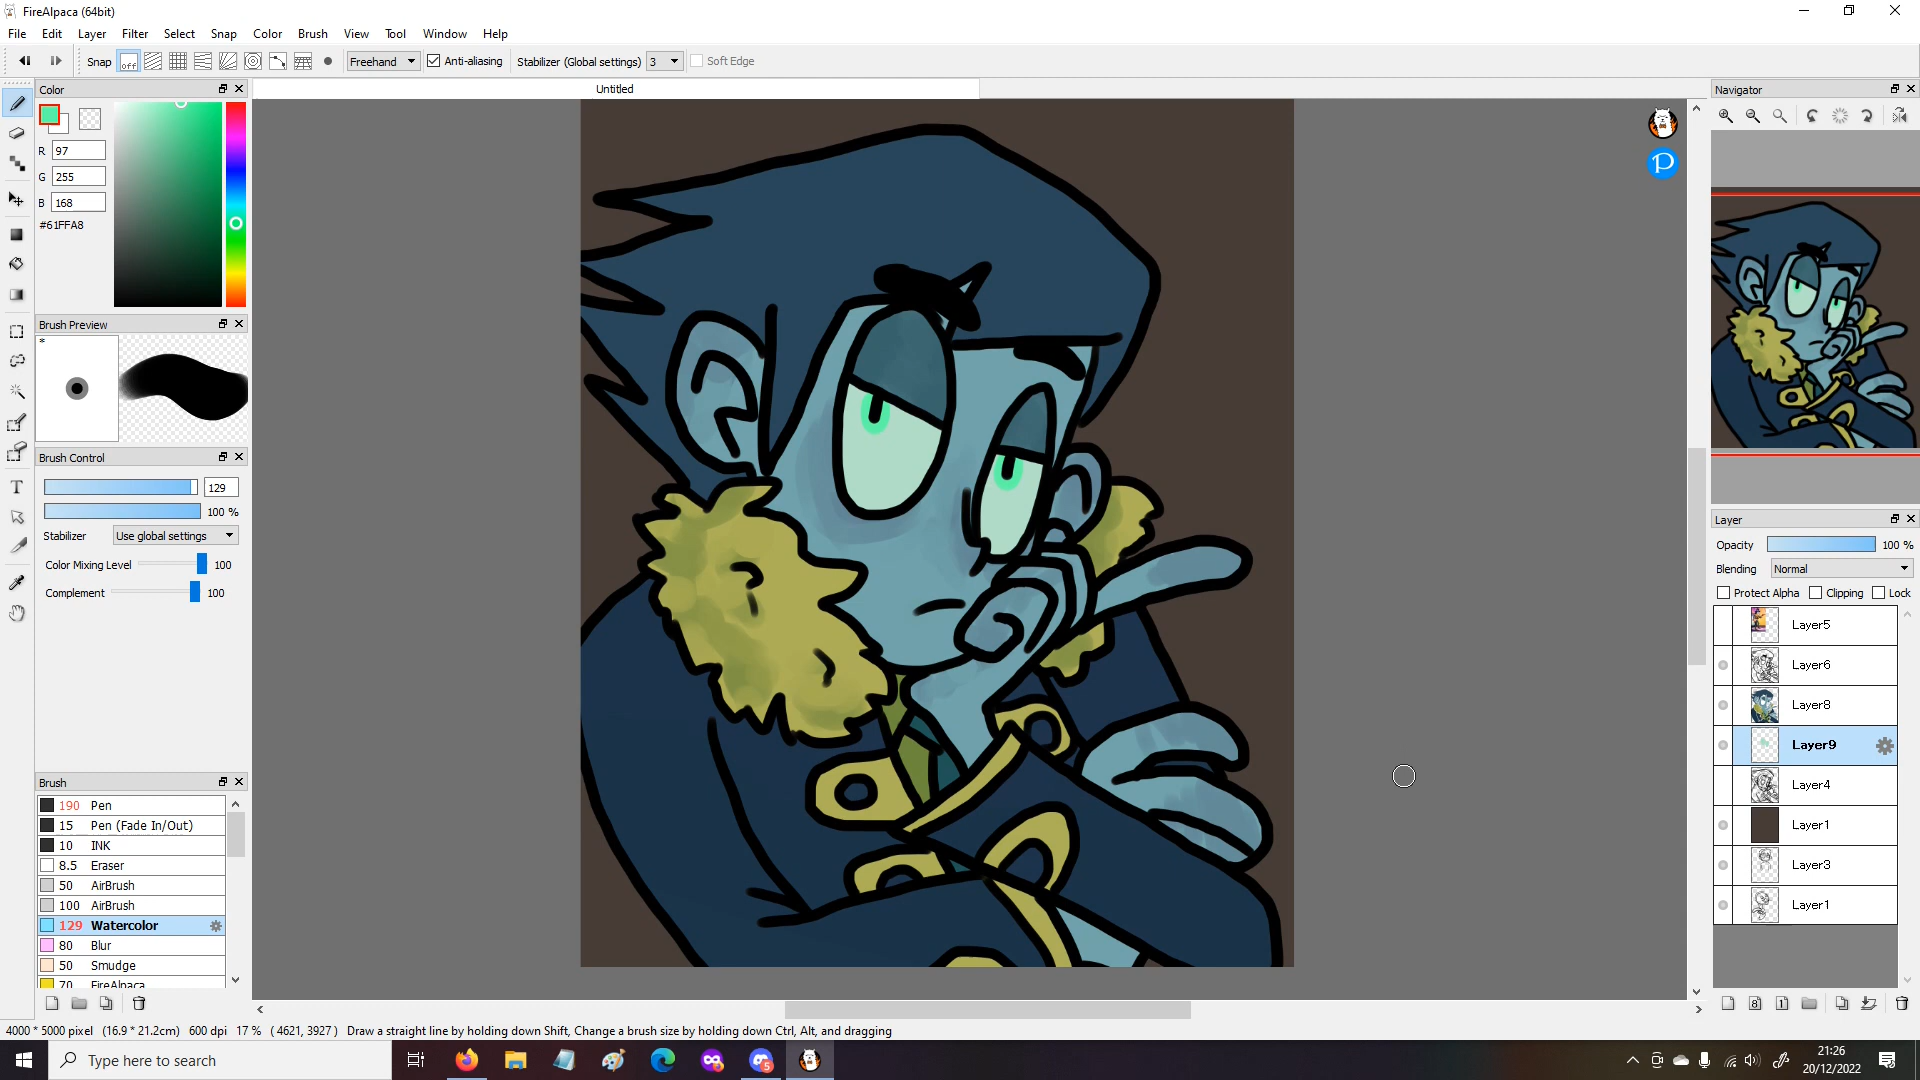 FireAlpaca (64bit)
File Edit Layer Filter Select Snap Color Brush View Tool Window Help
Snap off Freehand Anti-aliasing Stabilizer (Global settings) 3 Soft Edge
Color
Untitled
Navigator
R 97
G 255
B 168
#61FFA8
Brush Preview
*
Brush Control
129
100 %
Stabilizer Use global settings
Color Mixing Level 100
Complement 100
Brush
190 Pen
15 Pen (Fade In/Out)
10 INK
8.5 Eraser
50 AirBrush
100 AirBrush
129 Watercolor
80 Blur
50 Smudge
70 FireAlpaca
P
Layer
Opacity 100 %
Blending Normal
Protect Alpha Clipping Lock
Layer5
Layer6
Layer8
Layer9
Layer4
Layer1
Layer3
Layer1
8 1
4000 * 5000 pixel (16.9 * 21.2cm) 600 dpi 17 % ( 4621, 3927 ) Draw a straight line by holding down Shift, Change a brush size by holding down Ctrl, Alt, and dragging
Type here to search
5
21:26
20/12/2022